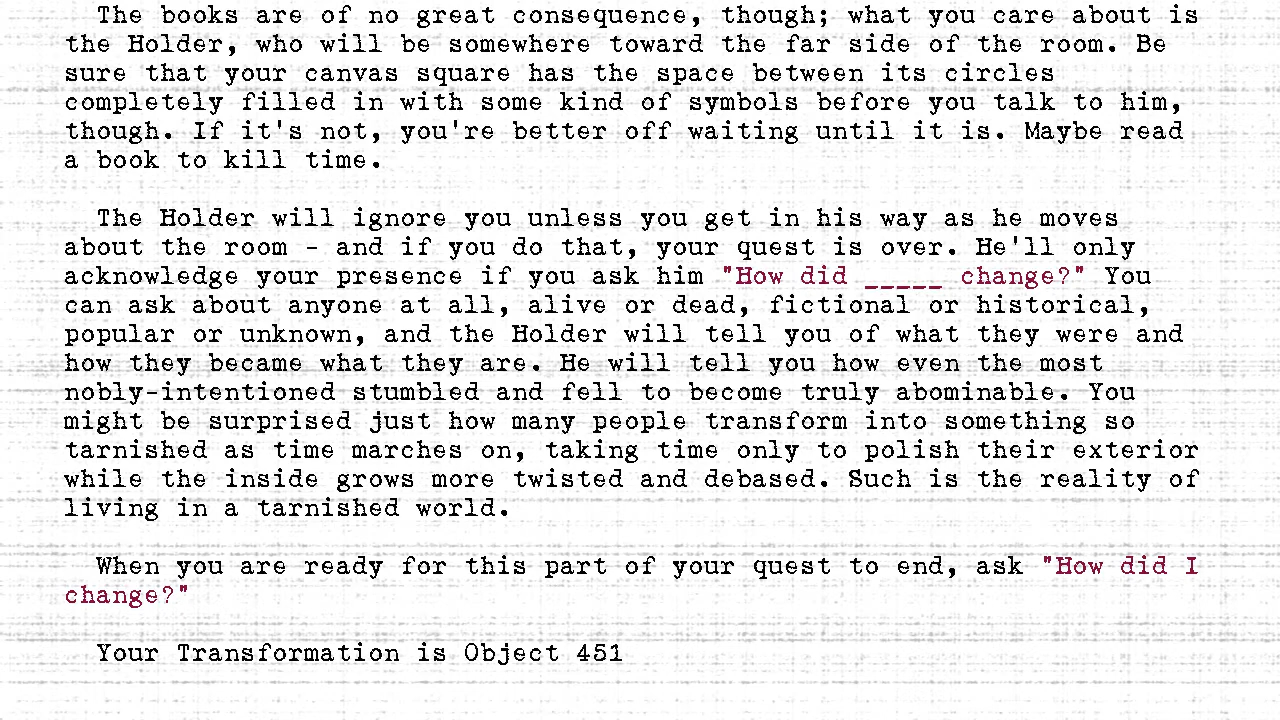 The books are of no great consequence, though; what you care about is
the Holder, who will be somewhere toward the far side of the room. Be
sure that your canvas square has the space between its circles
completely filled in with some kind of symbols before you talk to him,
though. If it's not, you're better off waiting until it is. Maybe read
a book to kill time.
The Holder will ignore you unless you get in his way as he moves
about the room - and if you do that, your quest is over. He'll only
acknowledge your presence if you ask him "How did _____ change?" You
can ask about anyone at all, alive or dead, fictional or historical,
popular or unknown, and the Holder will tell you of what they were and
how they became what they are. He will tell you how even the most
nobly-intentioned stumbled and fell to become truly abominable. You
might be surprised just how many people transform into something so
tarnished as time marches on, taking time only to polish their exterior
while the inside grows more twisted and debased. Such is the reality of
living in a tarnished world.
When you are ready for this part of your quest to end, ask "How did I
change?"
Your Transformation is Object 451